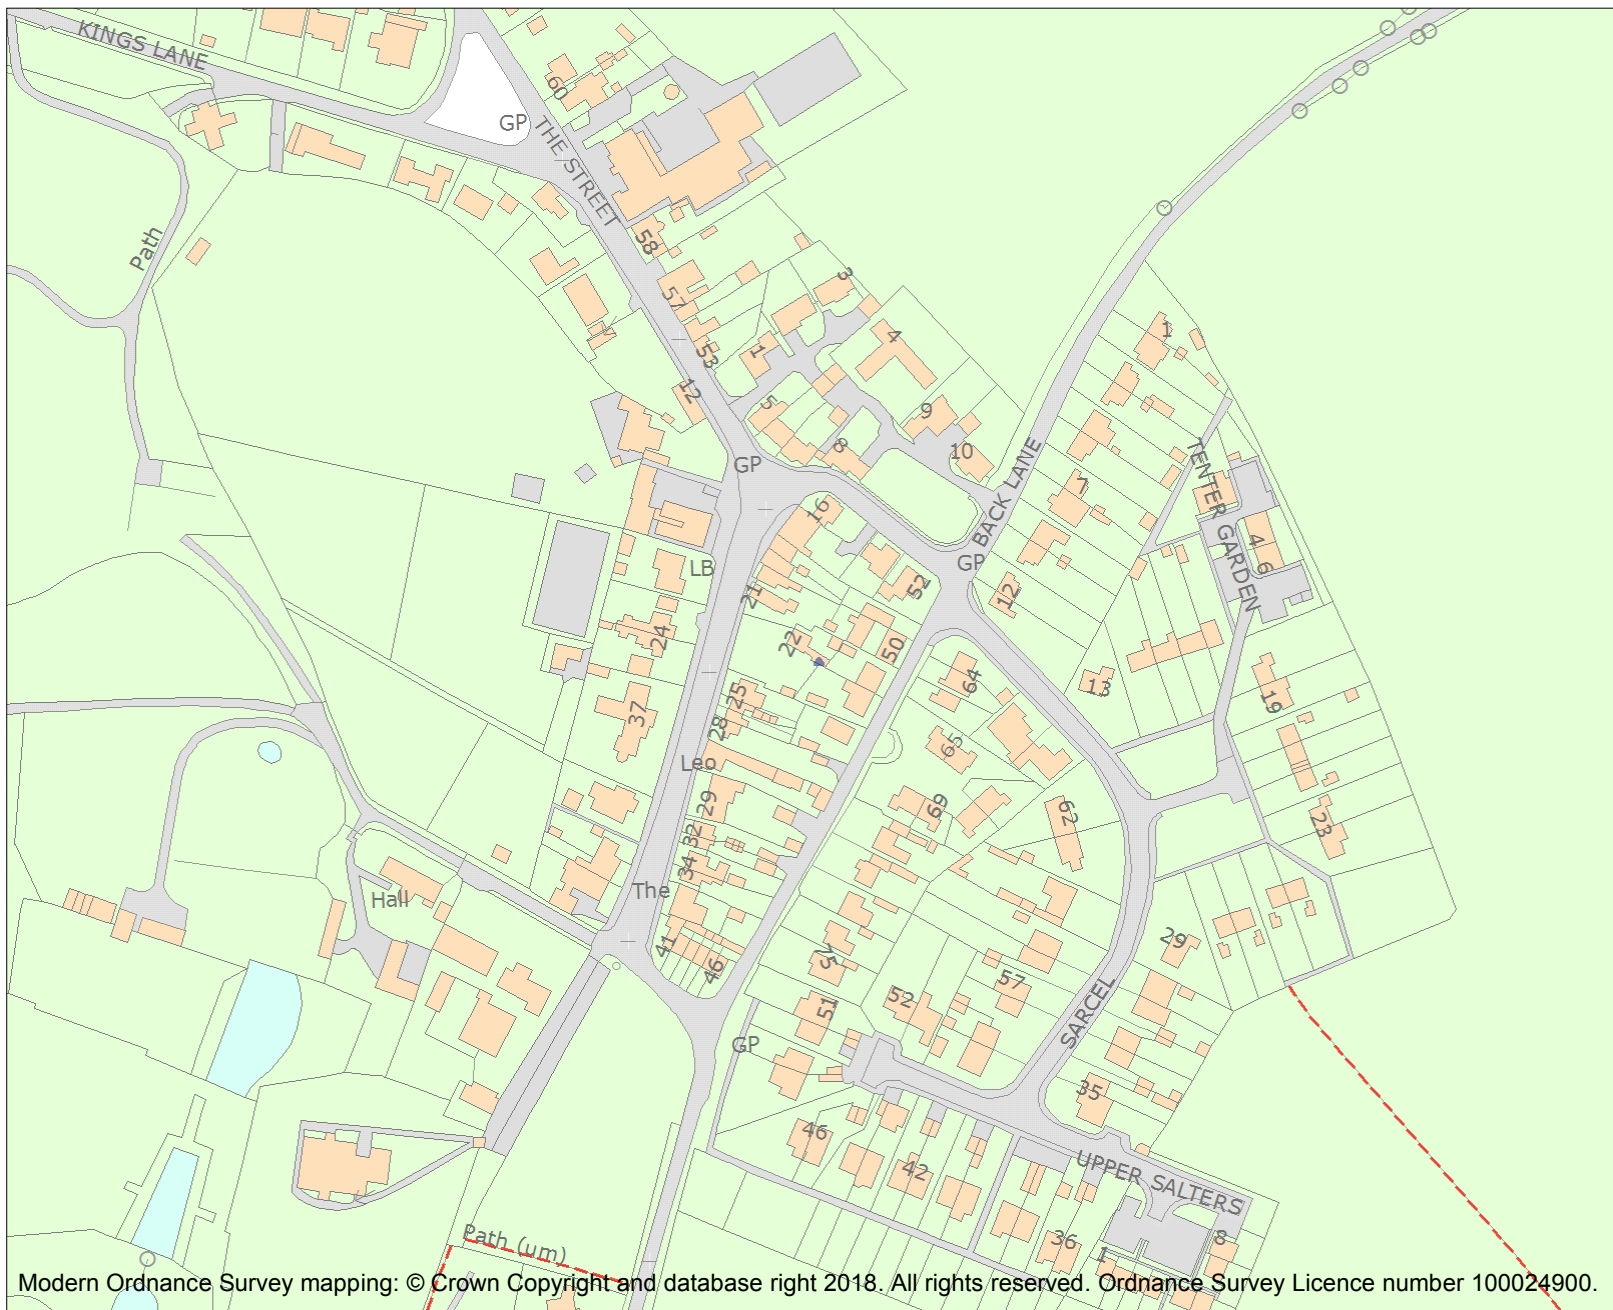 KINGS LANE
60
GP
THE STREET
Path
58
3
57
1
4
1
53
12
5
9
8
10
GP
BACK LANE
7
TENTER GARDEN
16
4
6
LB
GP
21
52
12
24
22
50
64
13
25
19
37
28
65
Leo
29
69
62
32
23
34
The
Hall
41
75
29
46
57
52
51
SARCEL
GP
35
46
42
UPPER SALTERS
36
1
8
Path (um)
Modern Ordnance Survey mapping: © Crown Copyright and database right 2018. All rights reserved. Ordnance Survey Licence number 100024900.